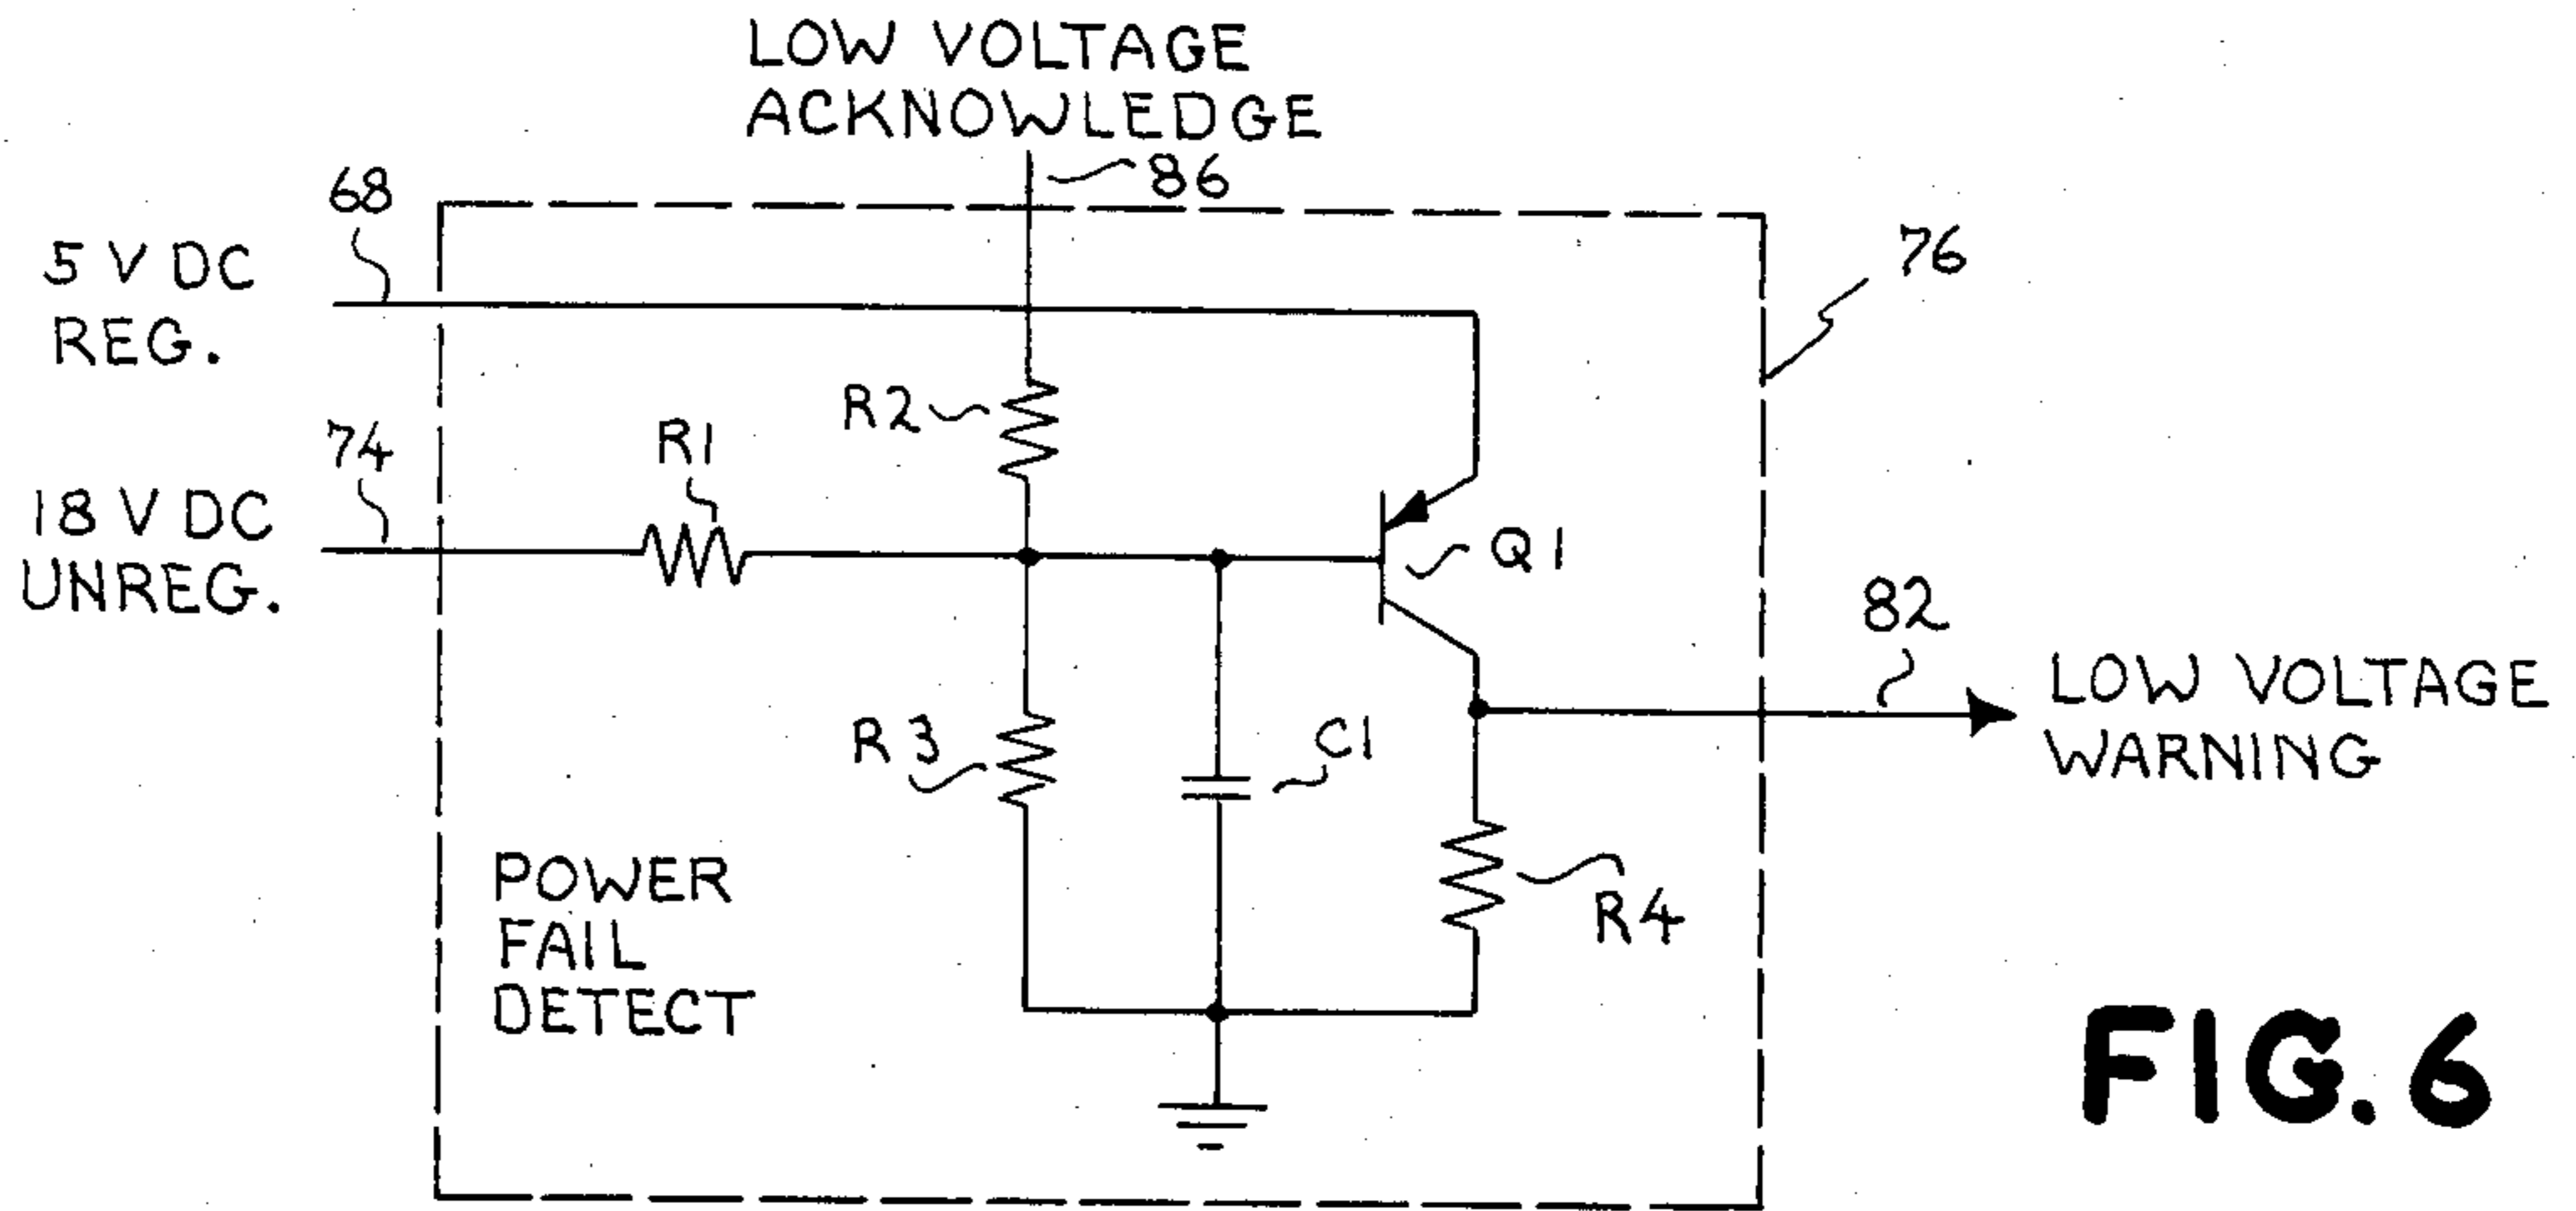 LOW VOLTAGE
ACKNOWLEDGE
86
68
5 V DC
REG.
76
R2
R1
74
18 V DC
UNREG.
Q1
82
LOW VOLTAGE
WARNING
R3
C1
R4
POWER
FAIL
DETECT
FIG. 6